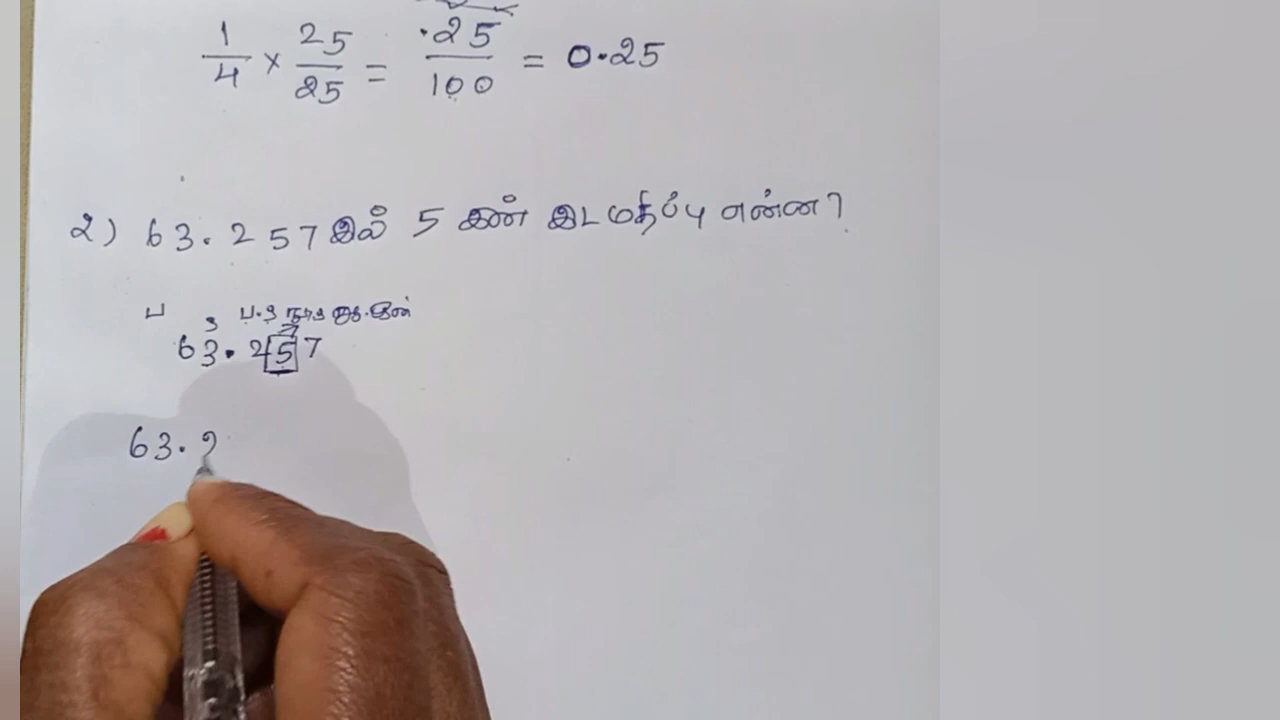 1/4 × 25/25 = .25/100 = 0.25
2) 63.257 இல் 5 இன் இடமதிப்பு என்ன?
ப
63.257
63.2